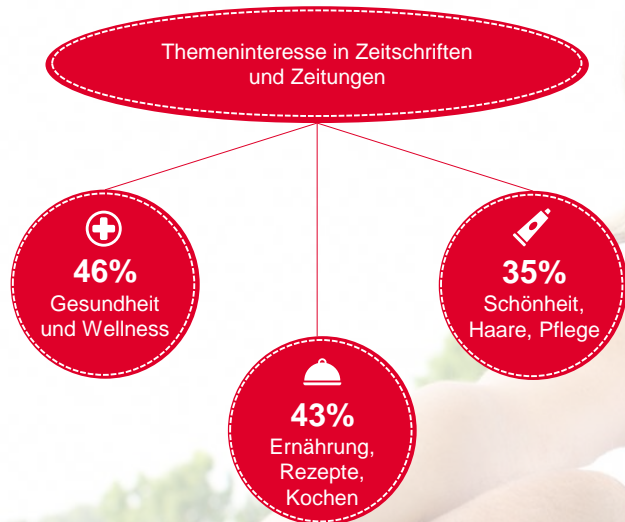 Themeninteresse in Zeitschriften
und Zeitungen
46%
Gesundheit
und Wellness
35%
Schönheit,
Haare, Pflege
43%
Ernährung,
Rezepte,
Kochen